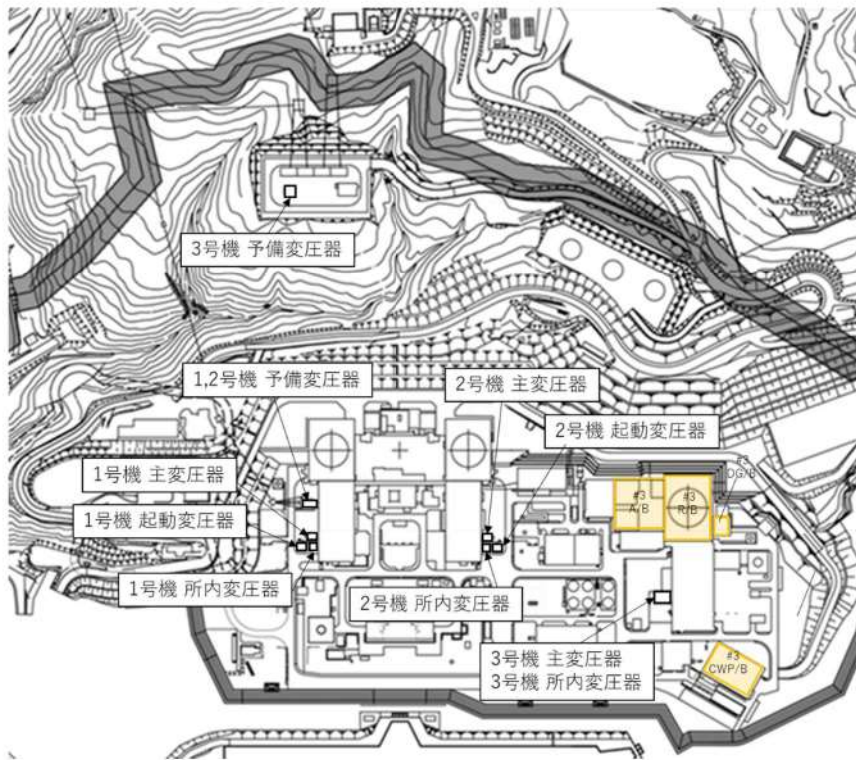 3号機 予備変圧器
1,2号機 予備変圧器
2号機 主変圧器
2号機 起動変圧器
1号機 主変圧器
1号機 起動変圧器
1号機 所内変圧器
2号機 所内変圧器
3号機 主変圧器
3号機 所内変圧器
#3
A/B
#3
R/B
#3
DG/B
#3
CWP/B